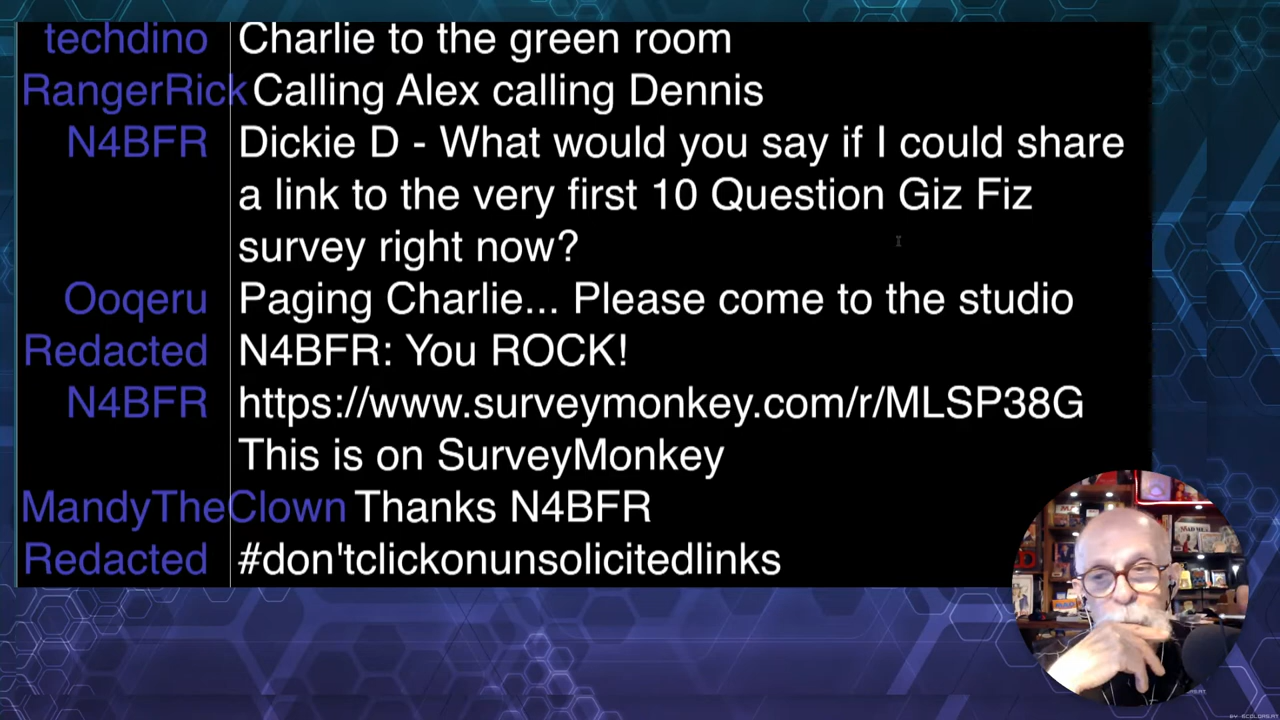 techdino Charlie to the green room
RangerRick Calling Alex calling Dennis
N4BFR Dickie D - What would you say if I could share
a link to the very first 10 Question Giz Fiz
survey right now?
Ooqeru Paging Charlie... Please come to the studio
Redacted N4BFR: You ROCK!
N4BFR https://www.surveymonkey.com/r/MLSP38G
This is on SurveyMonkey
MandyTheClown Thanks N4BFR
Redacted #don'tclickonunsolicitedlinks